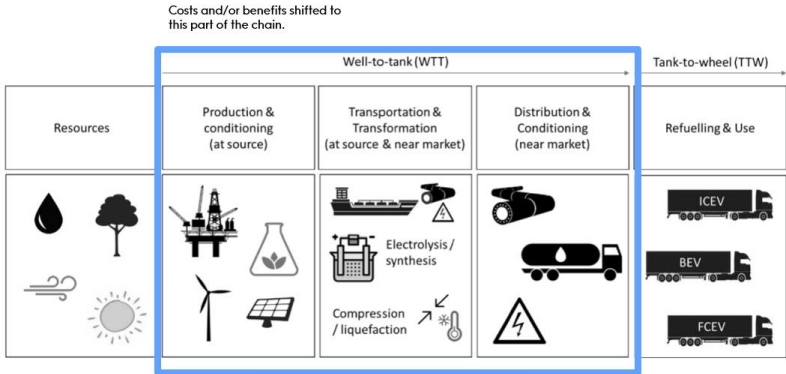 Costs and/or benefits shifted to
this part of the chain.
Well-to-tank (WTT)
Tank-to-wheel (TTW)
Resources
Production &
conditioning
(at source)
Transportation &
Transformation
(at source & near market)
Distribution &
Conditioning
(near market)
Refuelling & Use
Electrolysis /
synthesis
Compression
/ liquefaction
ICEV
BEV
FCEV